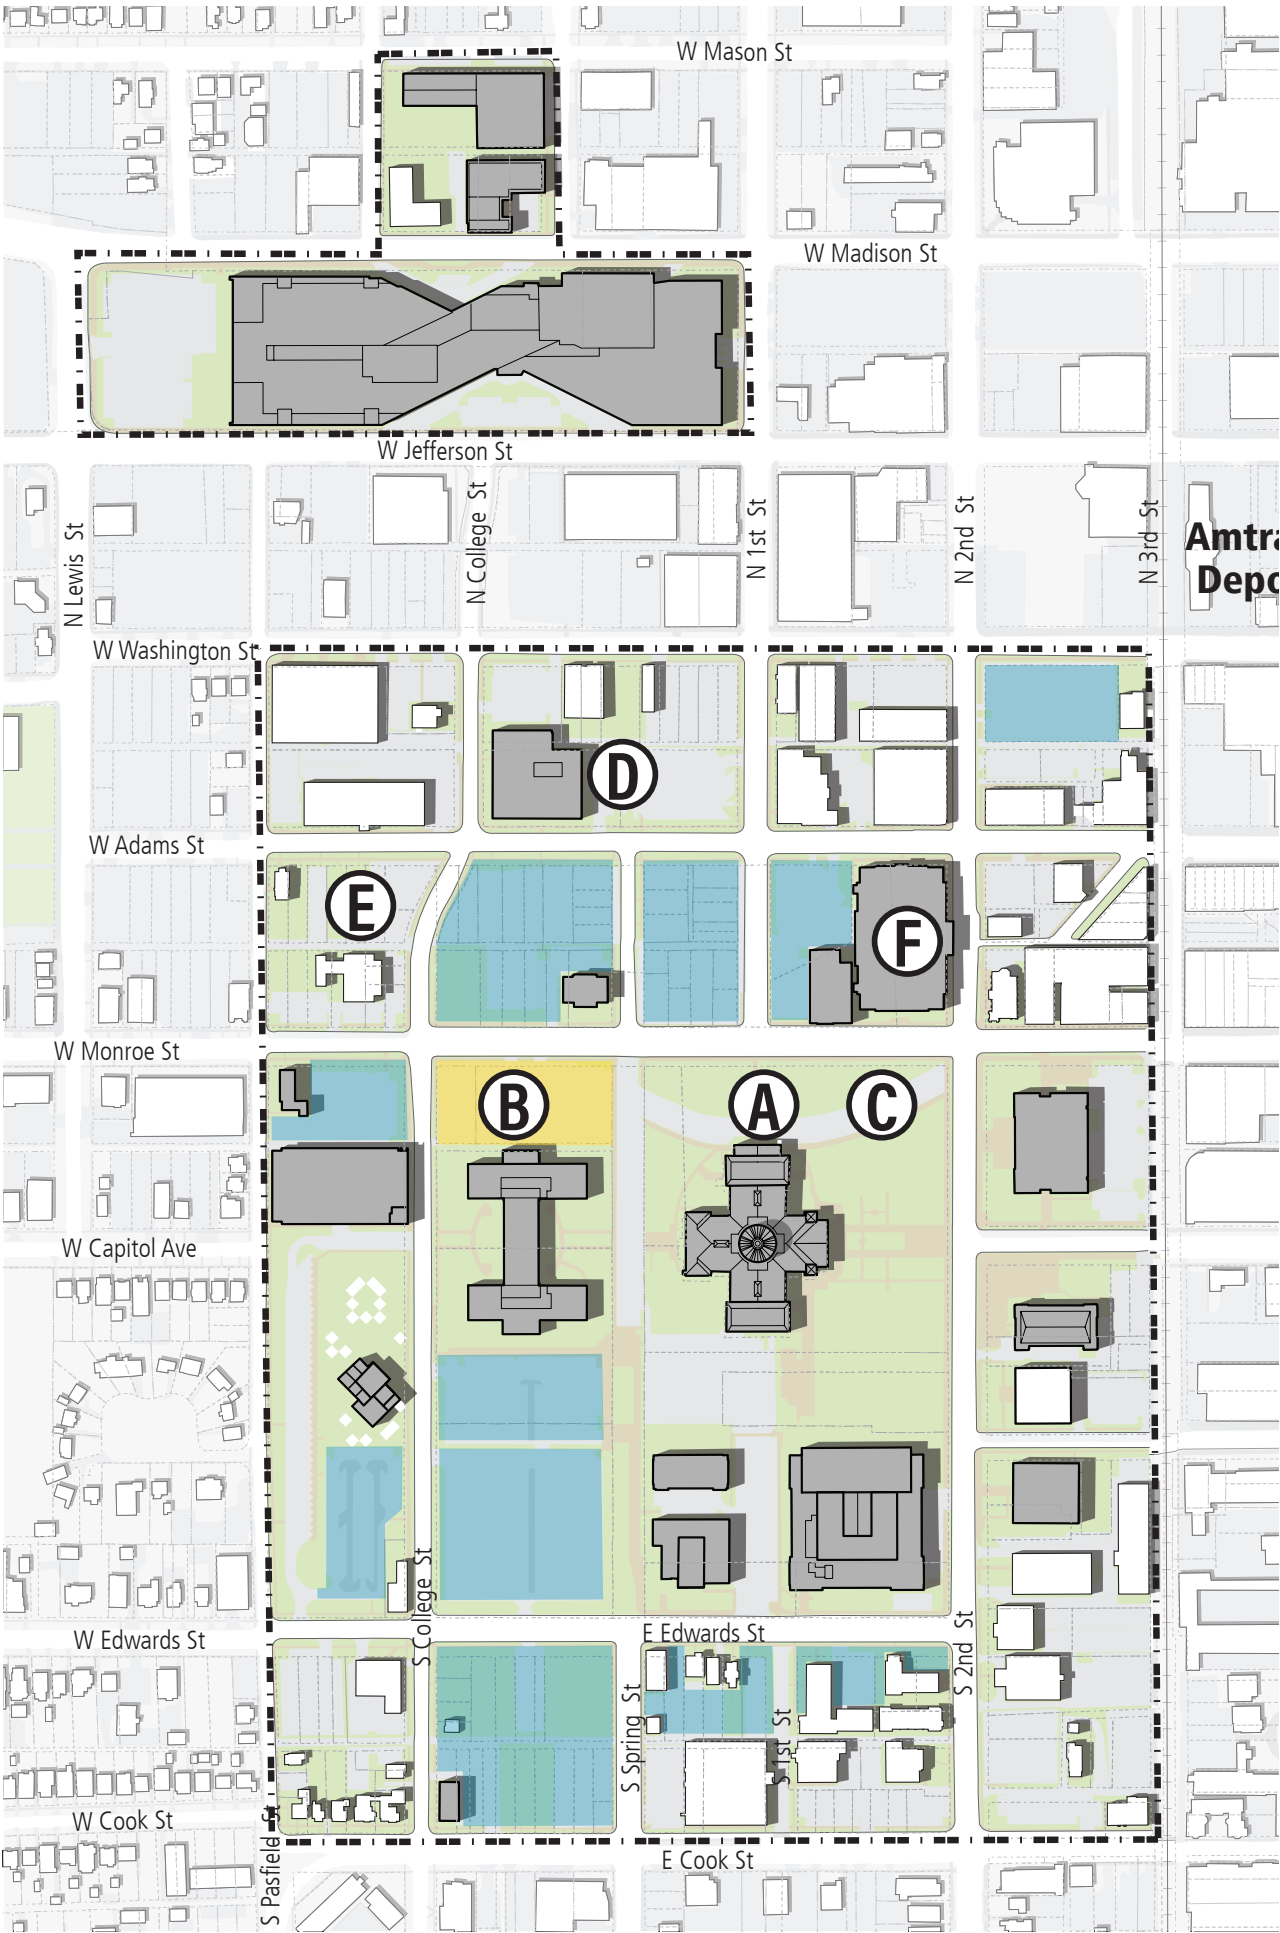 W Mason St
W Madison St
W Jefferson St
N Lewis St
N College St
N 1st St
N 2nd St
N 3rd St
Amtra
Depo
W Washington St
D
W Adams St
E
F
W Monroe St
B
A
C
W Capitol Ave
S College St
W Edwards St
E Edwards St
S 2nd St
S Spring St
S 1st St
W Cook St
S Pasfield St
E Cook St